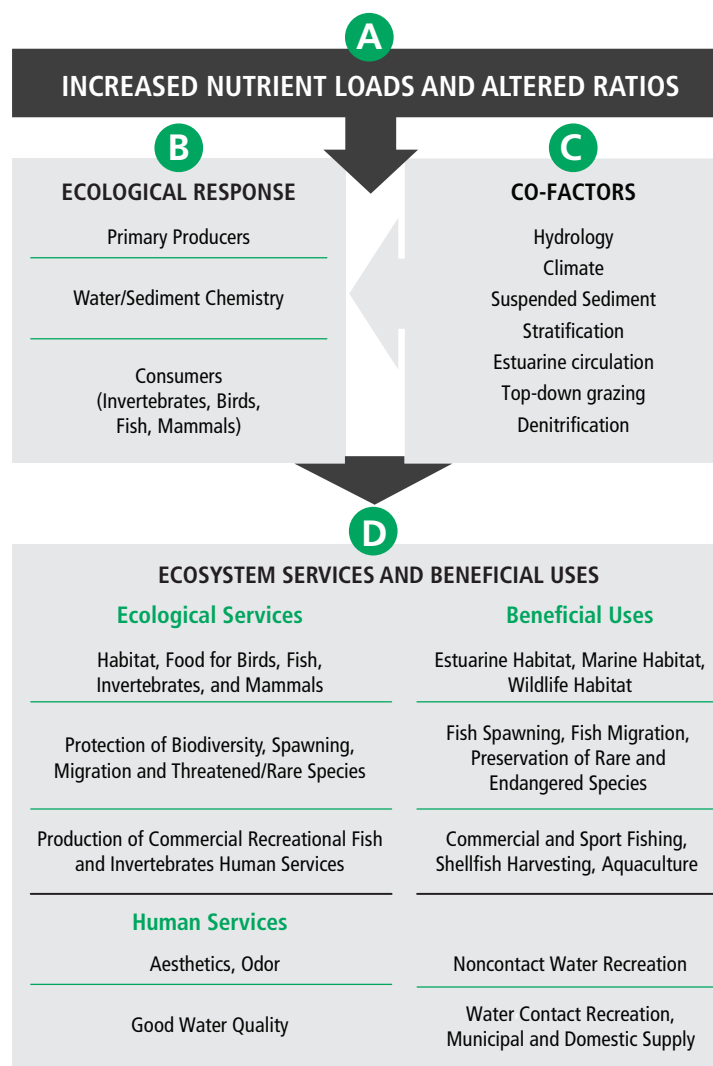 A
INCREASED NUTRIENT LOADS AND ALTERED RATIOS
B
ECOLOGICAL RESPONSE
Primary Producers
Water/Sediment Chemistry
Consumers
(Invertebrates, Birds,
Fish, Mammals)
C
CO-FACTORS
Hydrology
Climate
Suspended Sediment
Stratification
Estuarine circulation
Top-down grazing
Denitrification
D
ECOSYSTEM SERVICES AND BENEFICIAL USES
Ecological Services
Beneficial Uses
Habitat, Food for Birds, Fish,
Invertebrates, and Mammals
Estuarine Habitat, Marine Habitat,
Wildlife Habitat
Protection of Biodiversity, Spawning,
Migration and Threatened/Rare Species
Fish Spawning, Fish Migration,
Preservation of Rare and
Endangered Species
Production of Commercial Recreational Fish
and Invertebrates Human Services
Commercial and Sport Fishing,
Shellfish Harvesting, Aquaculture
Human Services
Aesthetics, Odor
Noncontact Water Recreation
Good Water Quality
Water Contact Recreation,
Municipal and Domestic Supply